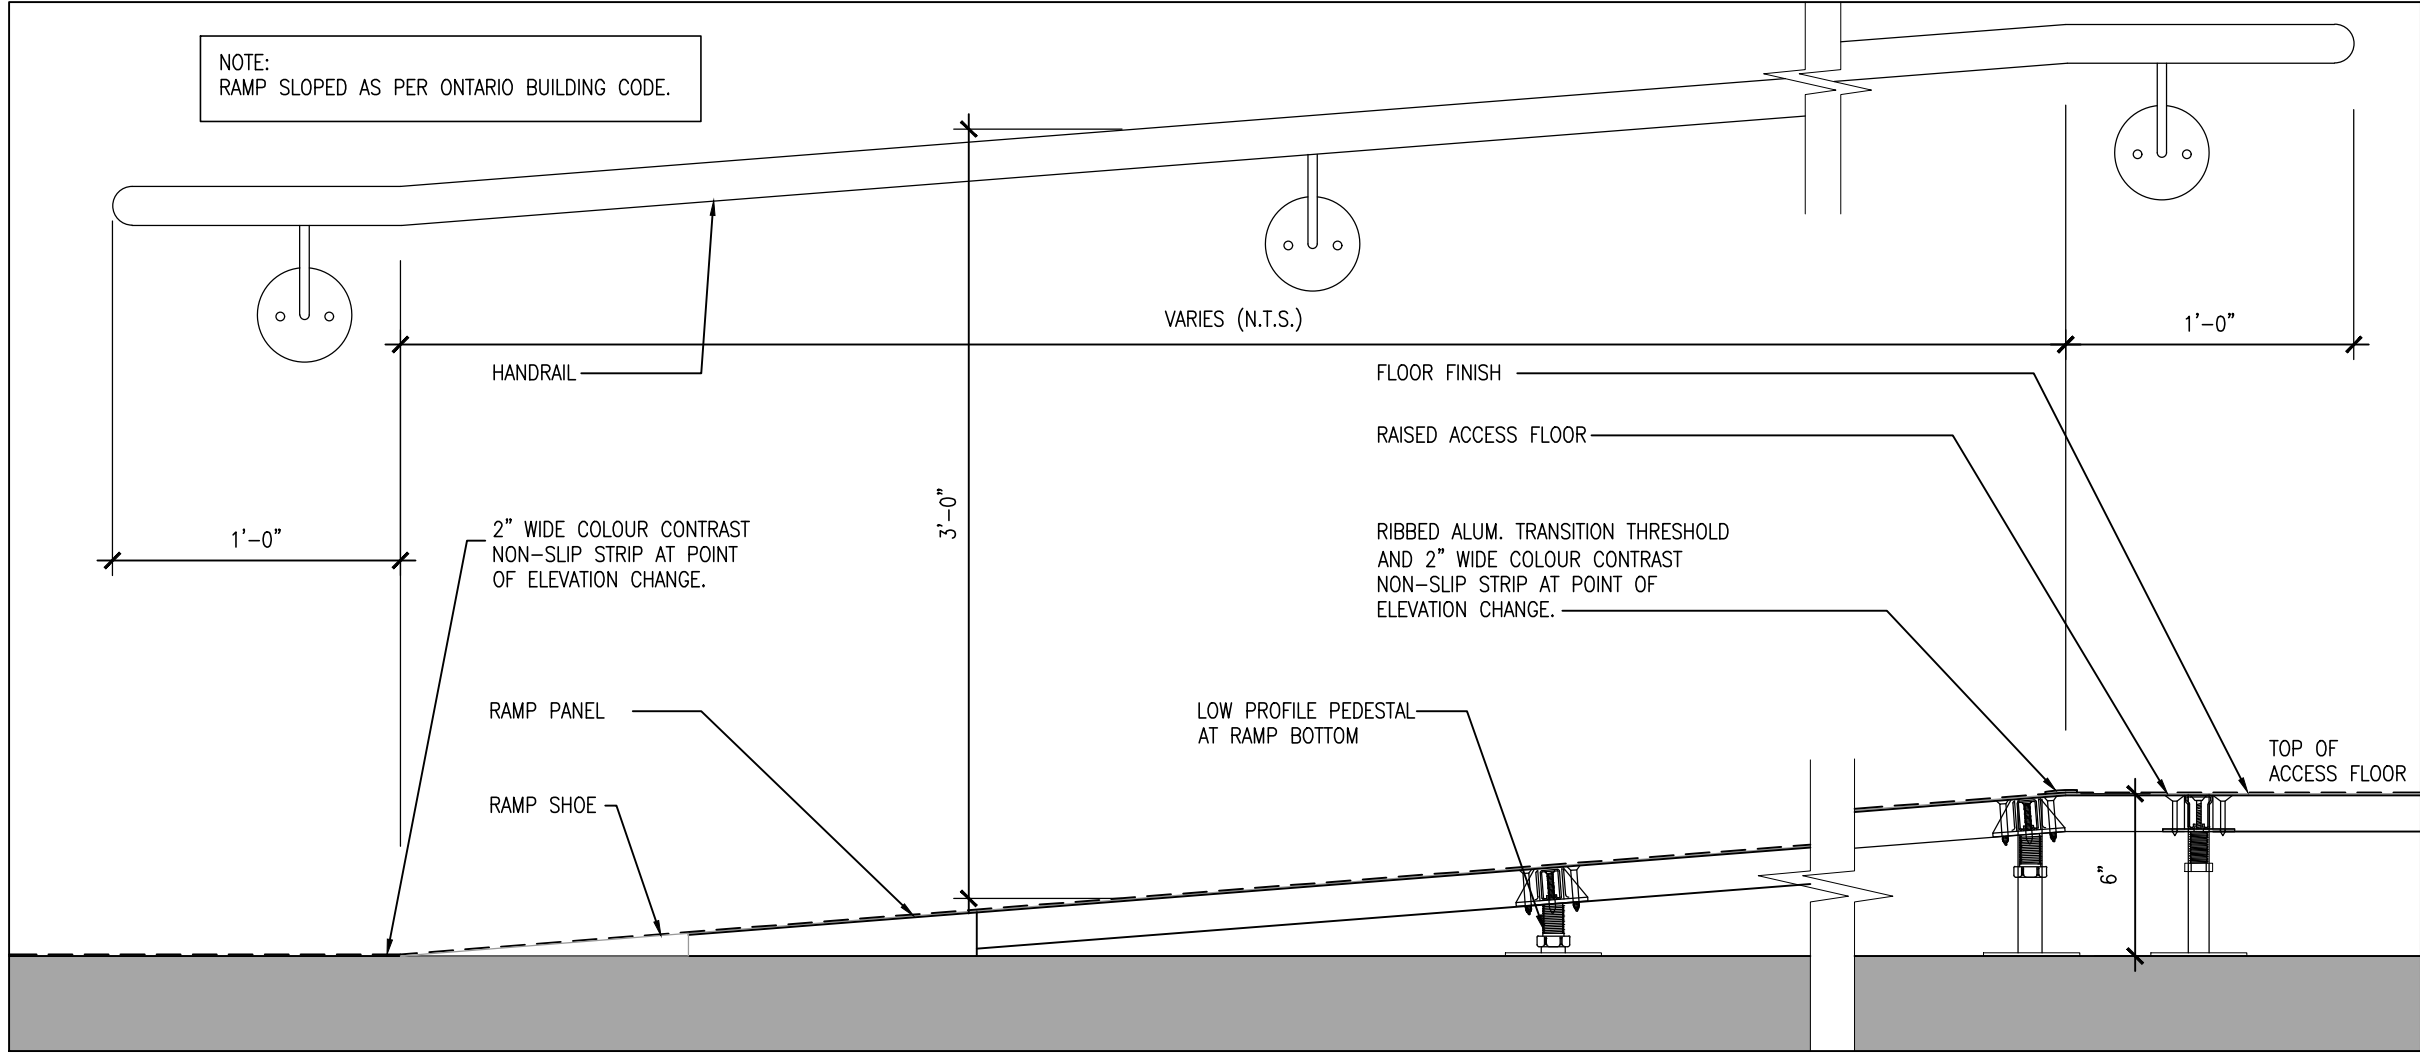 NOTE:
RAMP SLOPED AS PER ONTARIO BUILDING CODE.
VARIES (N.T.S.)
1'-0"
HANDRAIL
FLOOR FINISH
RAISED ACCESS FLOOR
3'-0"
1'-0"
2" WIDE COLOUR CONTRAST
NON-SLIP STRIP AT POINT
OF ELEVATION CHANGE.
RIBBED ALUM. TRANSITION THRESHOLD
AND 2" WIDE COLOUR CONTRAST
NON-SLIP STRIP AT POINT OF
ELEVATION CHANGE.
RAMP PANEL
LOW PROFILE PEDESTAL
AT RAMP BOTTOM
TOP OF
ACCESS FLOOR
RAMP SHOE
6"